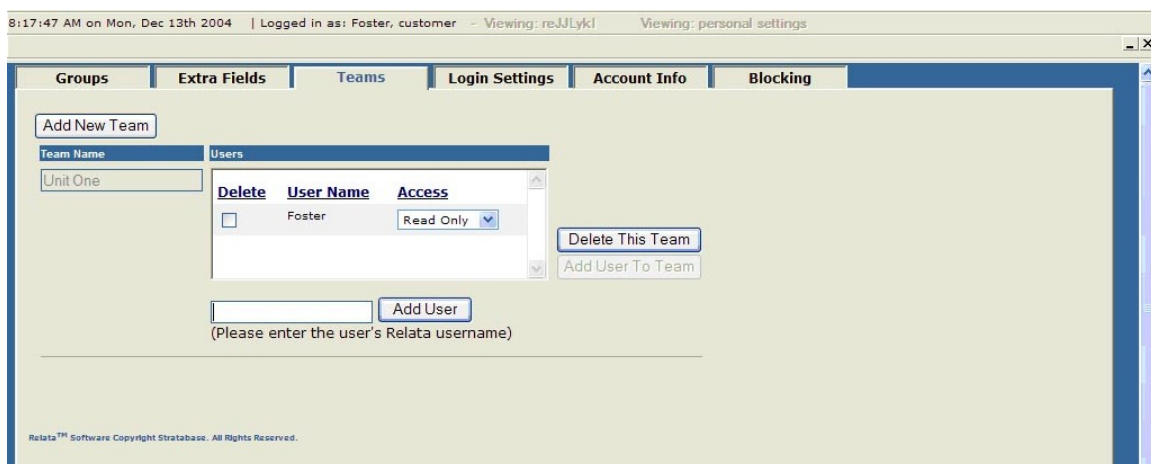 8:17:47 AM on Mon, Dec 13th 2004 | Logged in as: Foster, customer - Viewing: reJJLykI Viewing: personal settings
Groups Extra Fields Teams Login Settings Account Info Blocking
Add New Team
Team Name Users
Unit One
Delete User Name Access
Foster Read Only
Delete This Team
Add User To Team
Add User
(Please enter the user's Relata username)
Relata™ Software Copyright Stratabase. All Rights Reserved.